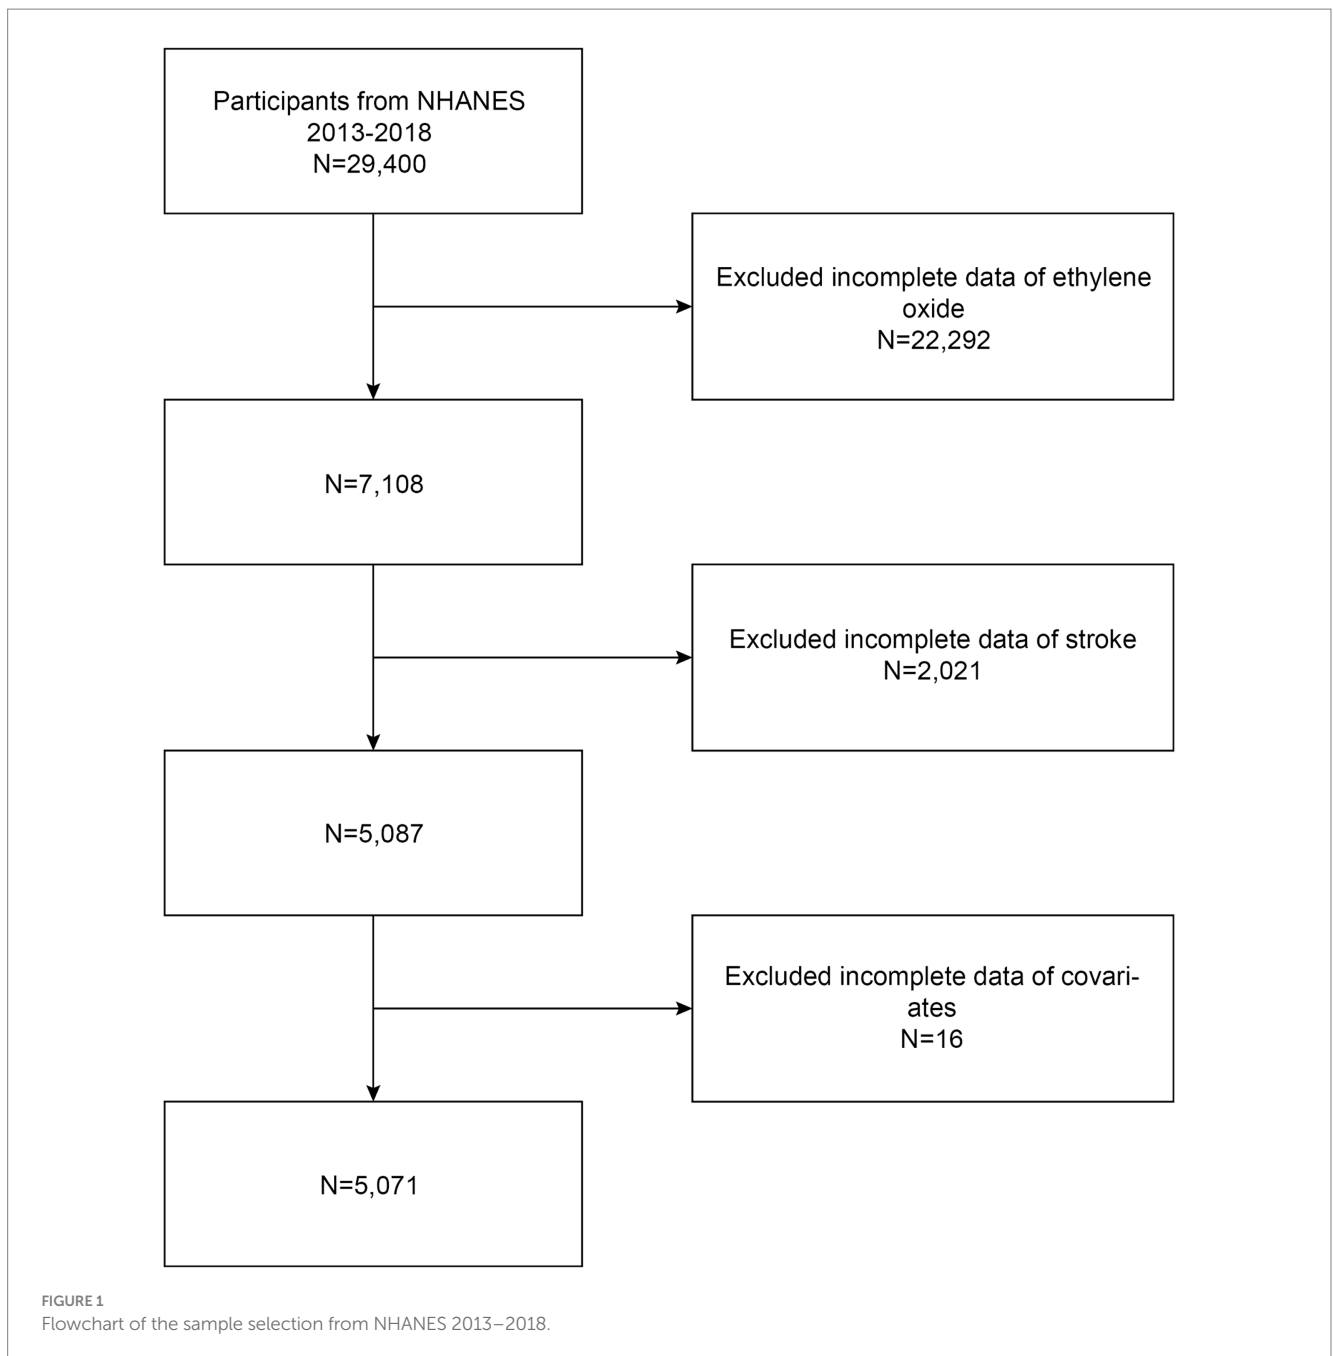 Participants from NHANES
2013-2018
N=29,400
Excluded incomplete data of ethylene
oxide
N=22,292
N=7,108
Excluded incomplete data of stroke
N=2,021
N=5,087
Excluded incomplete data of covari-
ates
N=16
N=5,071
FIGURE 1
Flowchart of the sample selection from NHANES 2013–2018.